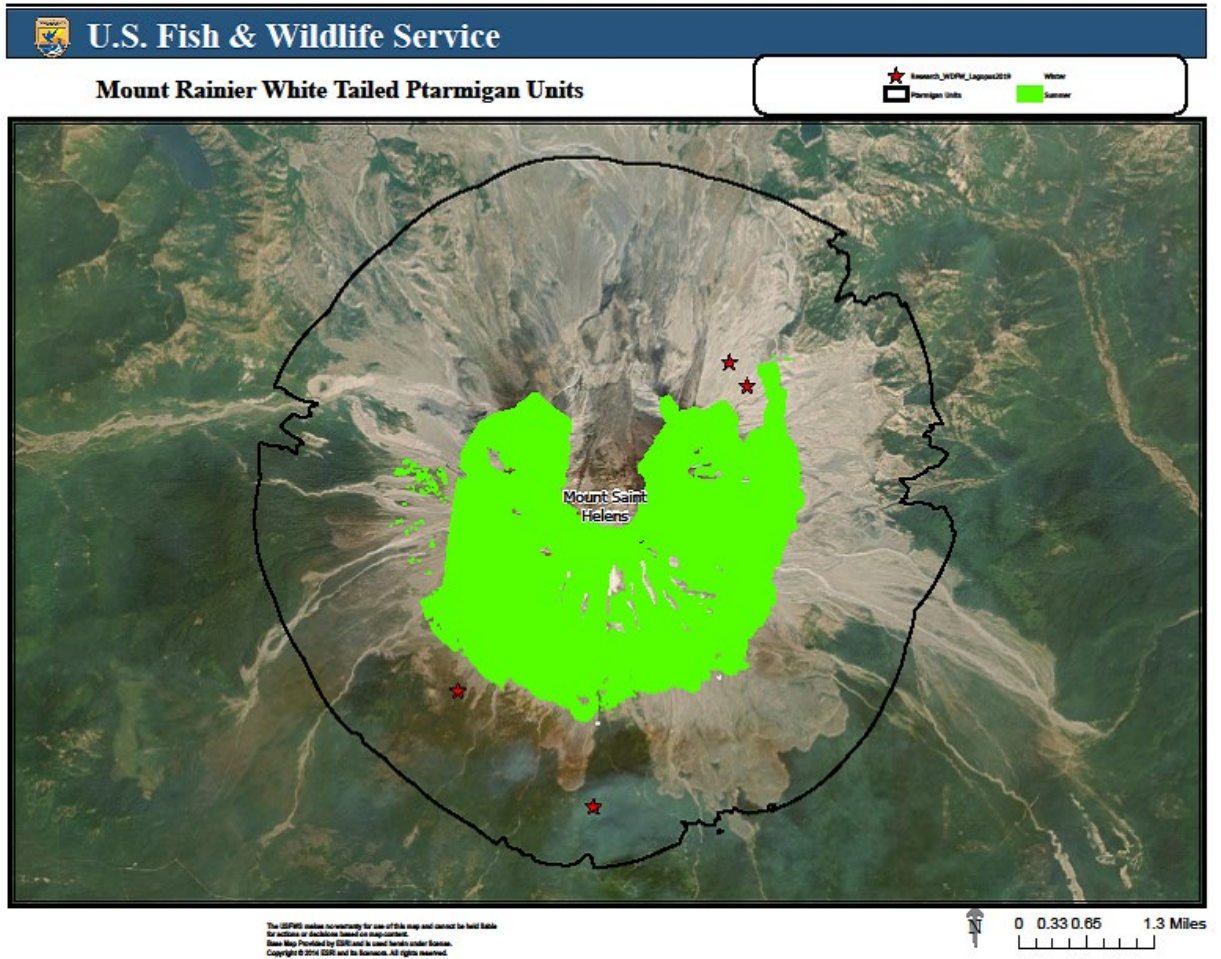 U.S. Fish & Wildlife Service
Mount Rainier White Tailed Ptarmigan Units
Research_WDFW_Lagopus2019
Winter
Ptarmigan Units
Summer
Mount Saint
Helens
The USFWS makes no warranty for use of this map and cannot be held liable
for actions or decisions based on map content.
Base Map Provided by ESRI and is used herein under license.
Copyright © 2014 ESRI and its licensors. All rights reserved.
N
0 0.33 0.65 1.3 Miles